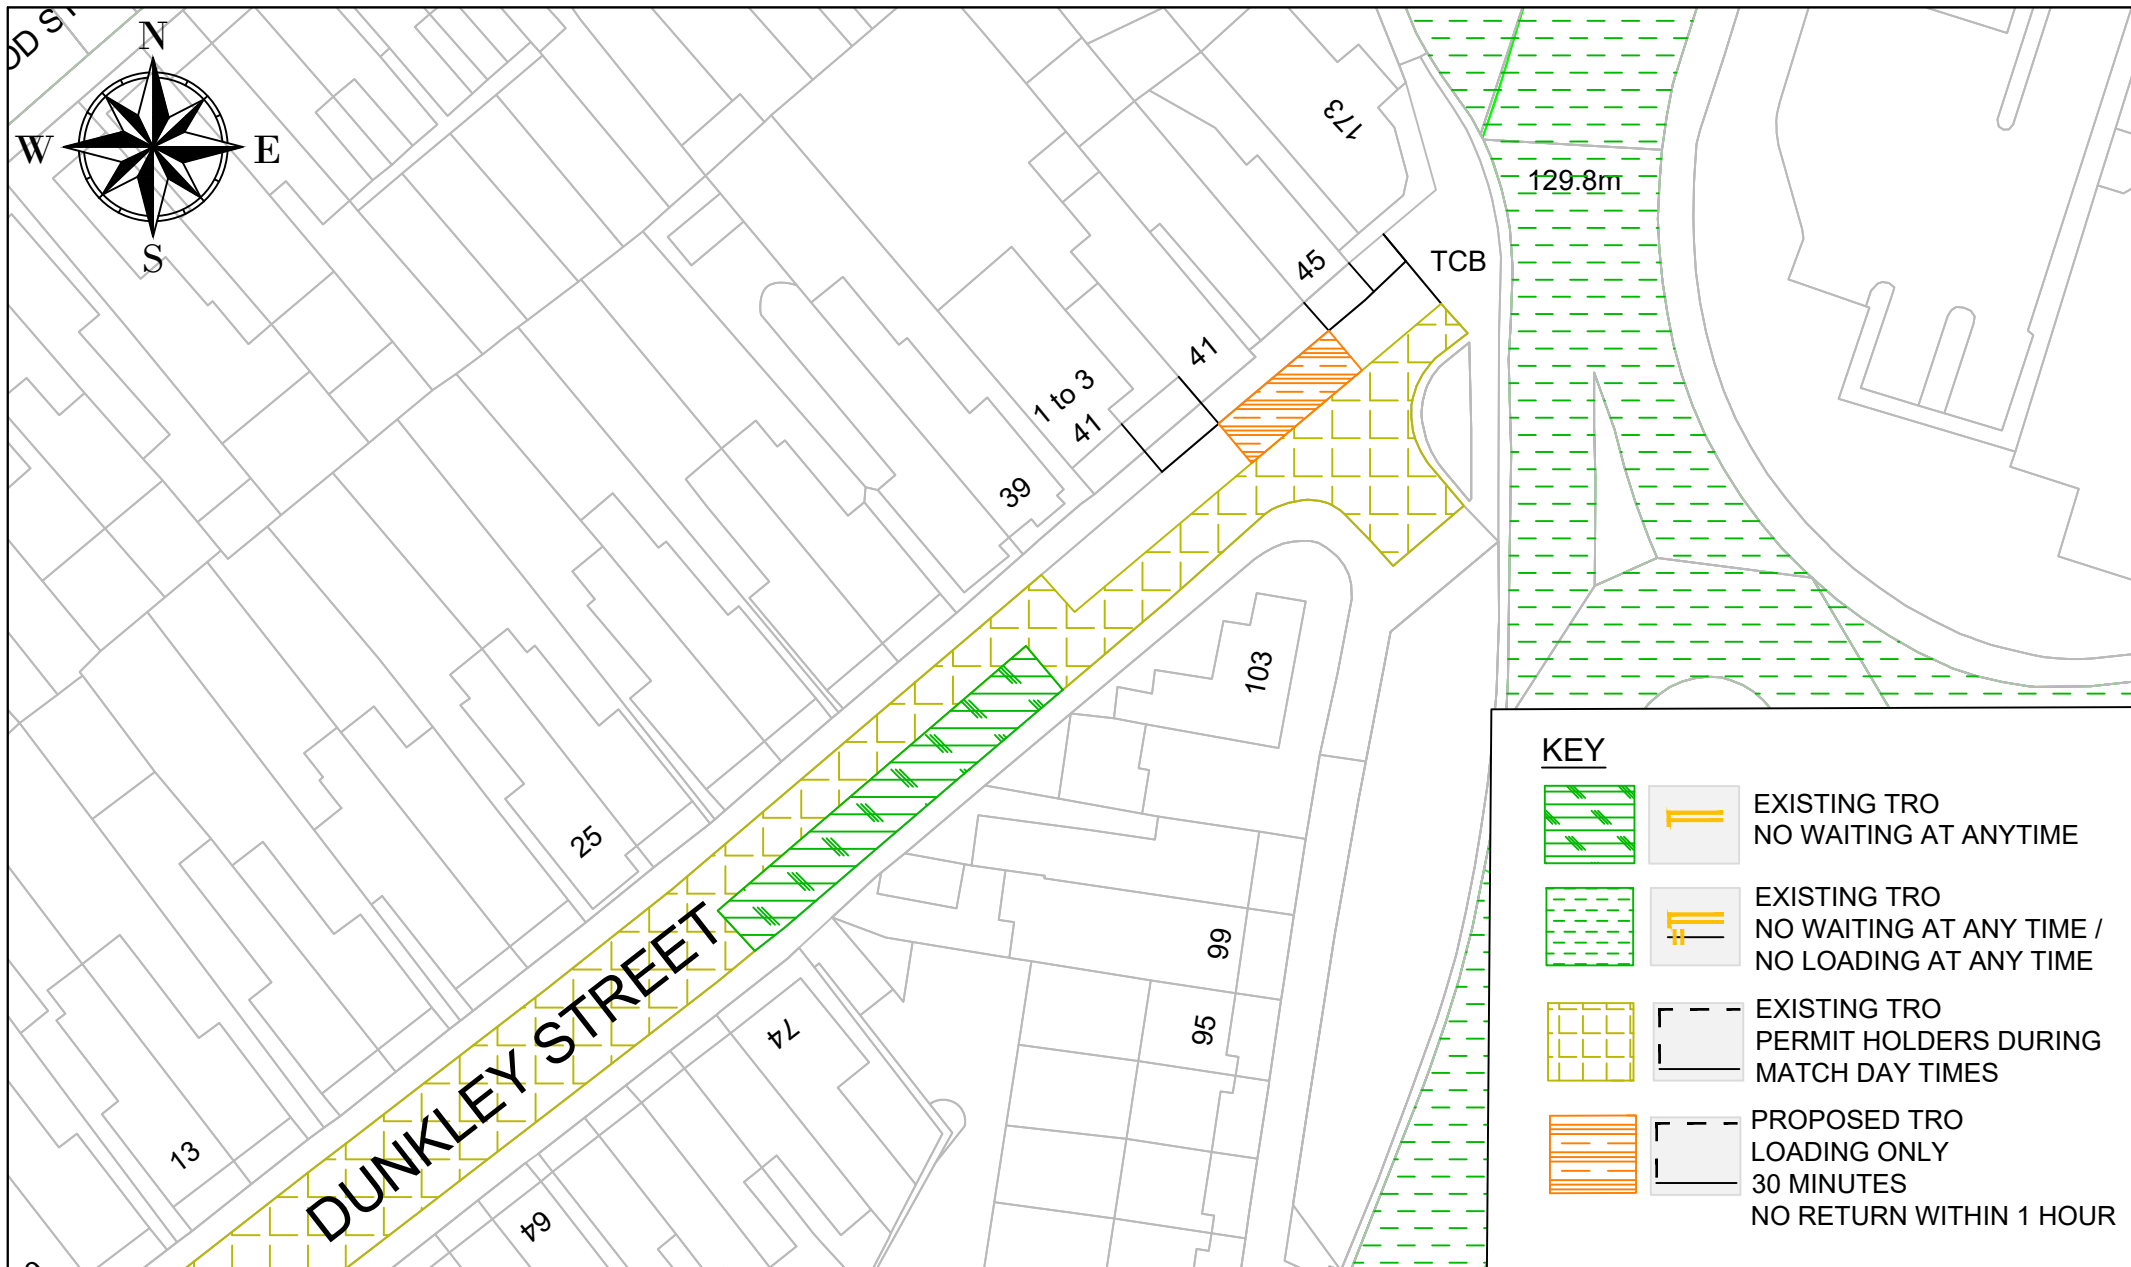 N
W
E
S
173
129.8m
45
TCB
41
1 to 3
41
39
103
25
99
95
74
13
64
DUNKLEY STREET
KEY
EXISTING TRO
NO WAITING AT ANYTIME
EXISTING TRO
NO WAITING AT ANY TIME /
NO LOADING AT ANY TIME
EXISTING TRO
PERMIT HOLDERS DURING
MATCH DAY TIMES
PROPOSED TRO
LOADING ONLY
30 MINUTES
NO RETURN WITHIN 1 HOUR